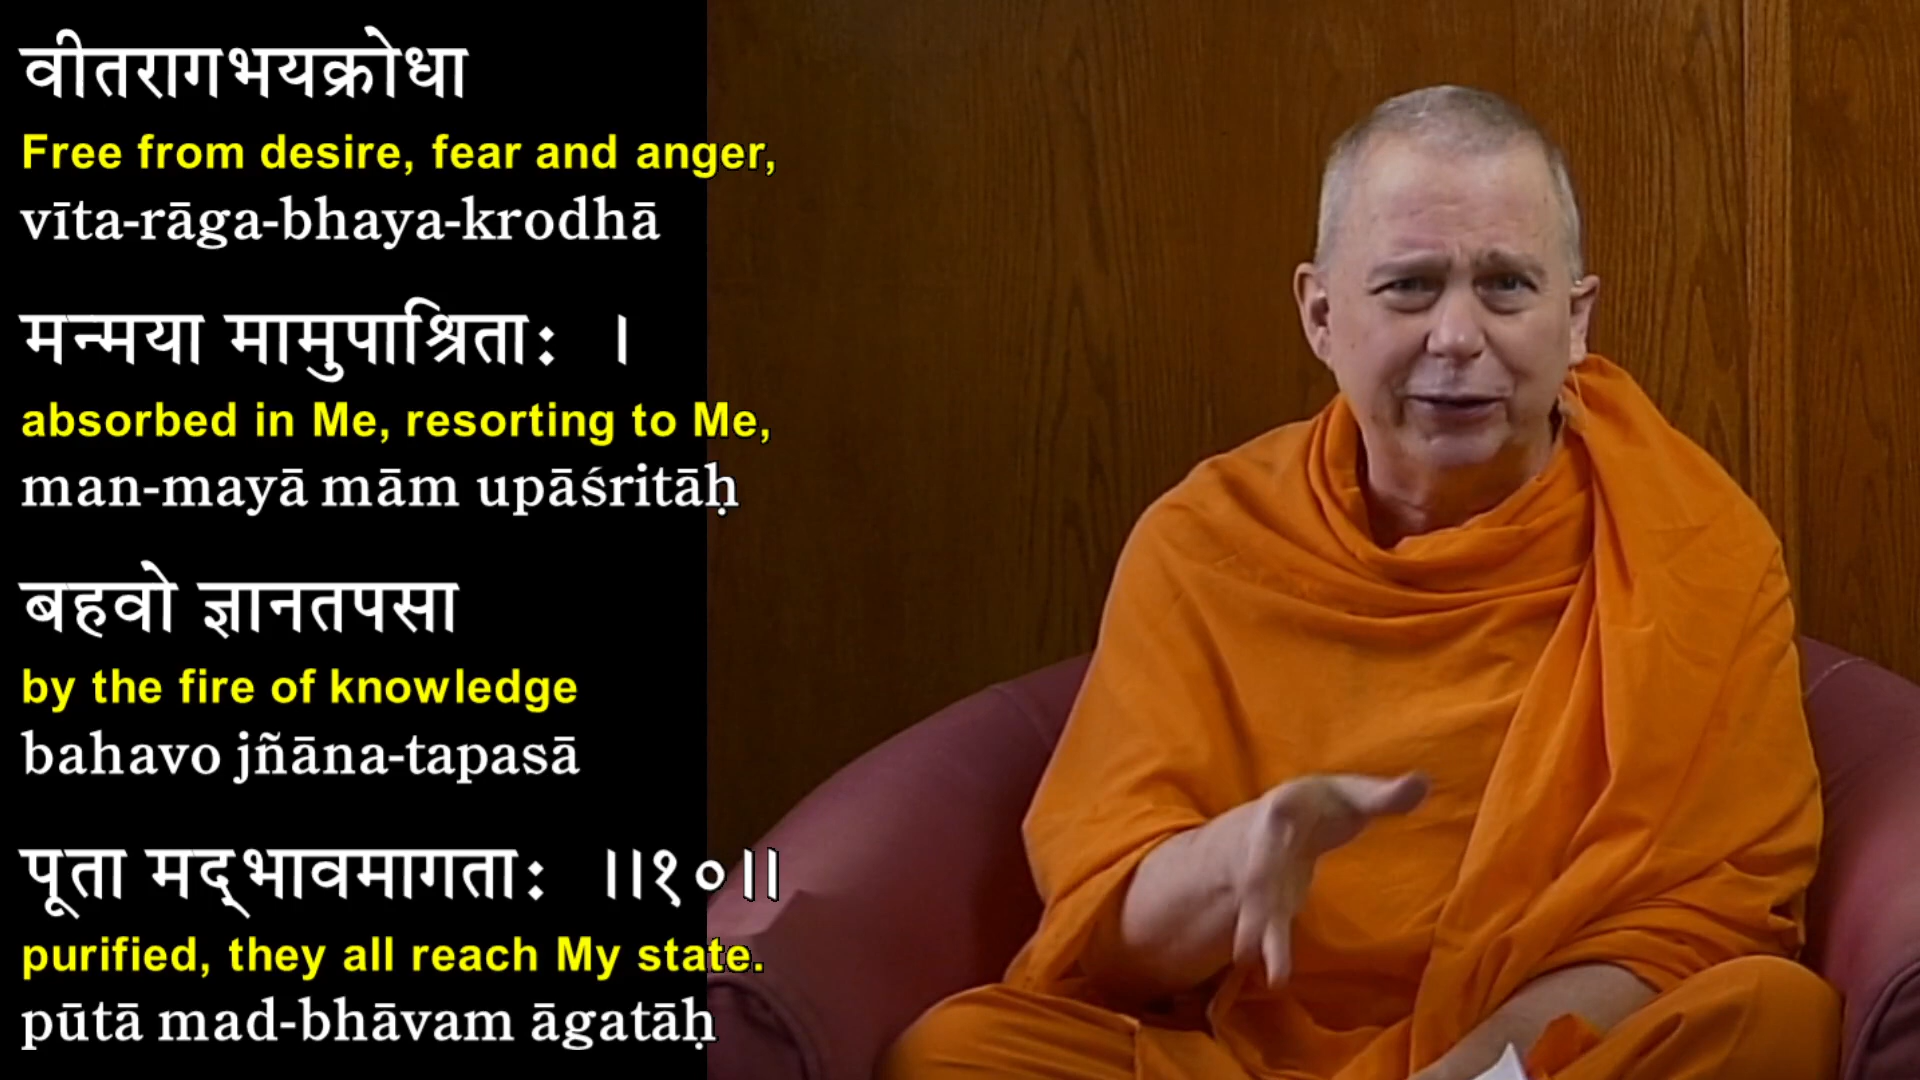 वीतरागभयक्रोधा
Free from desire, fear and anger,
vīta-rāga-bhaya-krodhā
मन्मया मामुपाश्रिताः ।
absorbed in Me, resorting to Me,
man-mayā mām upāśritāḥ
बहवो ज्ञानतपसा
by the fire of knowledge
bahavo jñāna-tapasā
पूता मद्भावमागताः ।।१०।।
purified, they all reach My state.
pūtā mad-bhāvam āgatāḥ